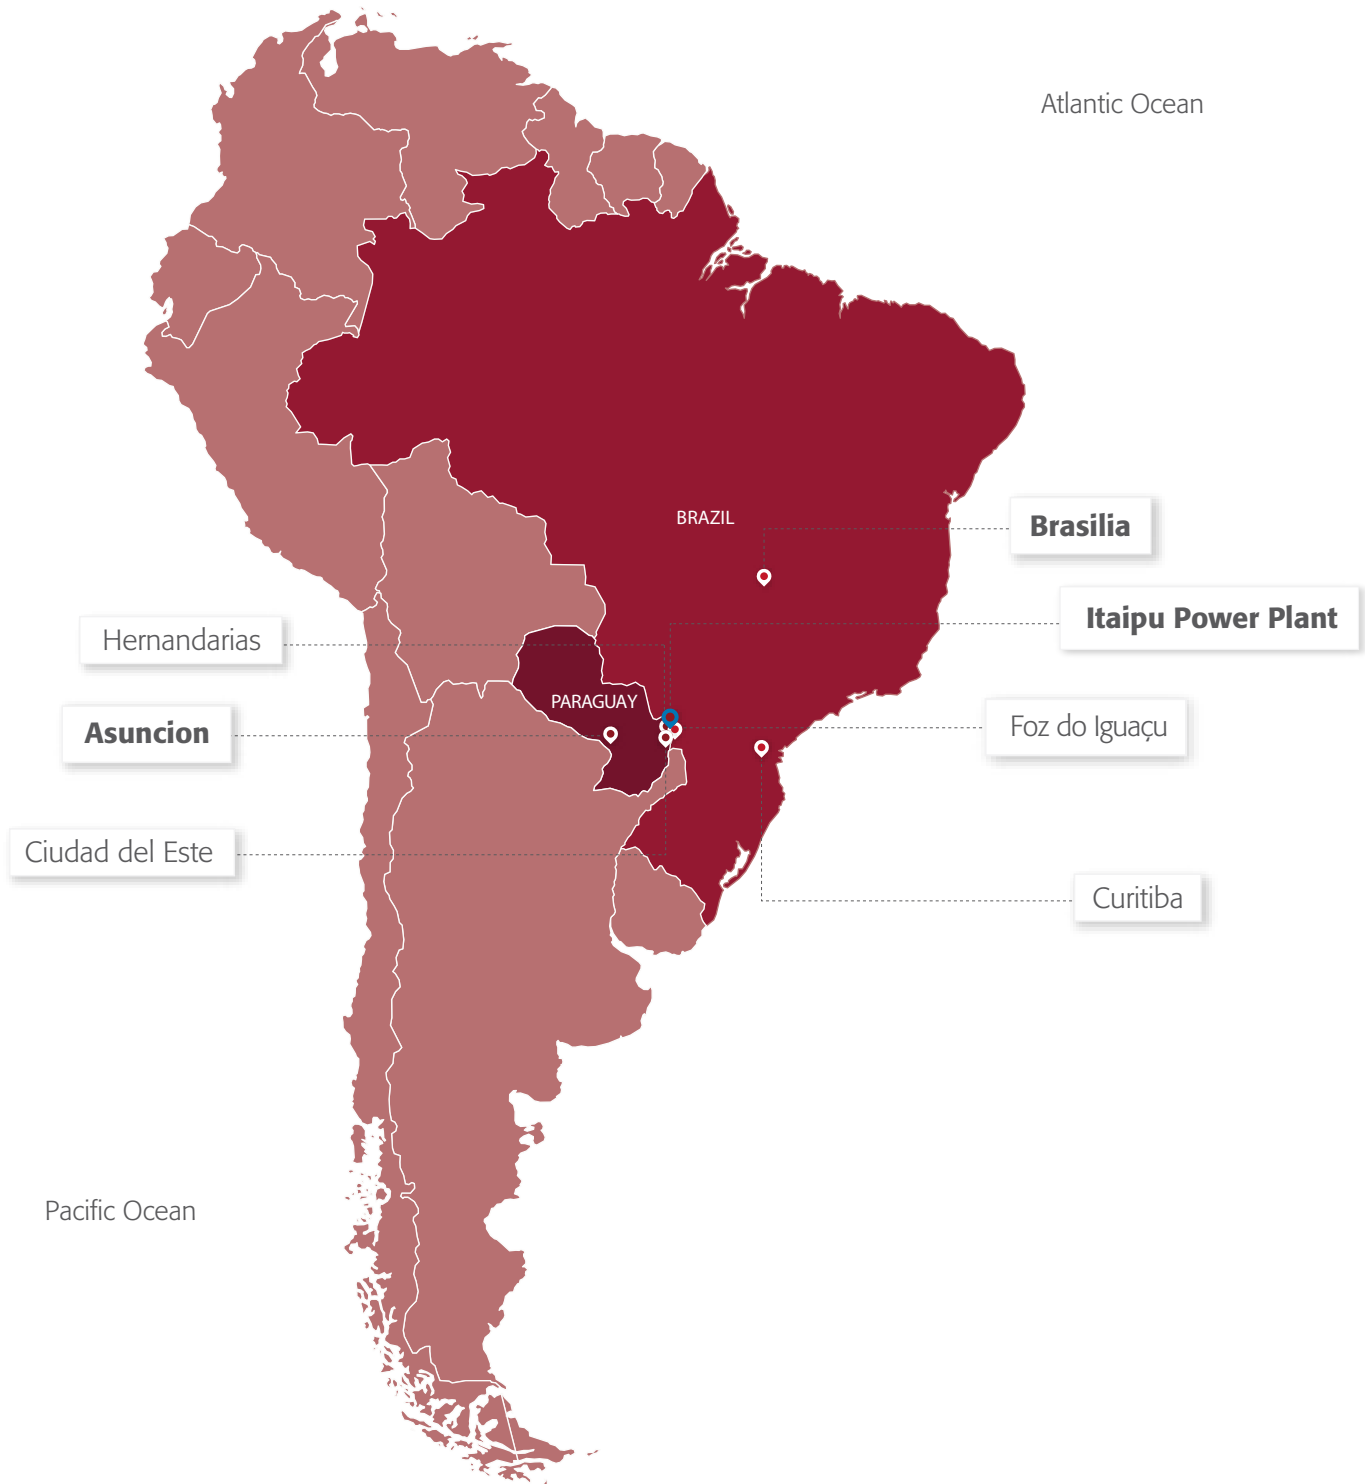 Atlantic Ocean
BRAZIL
Brasilia
Itaipu Power Plant
Hernandarias
PARAGUAY
Asuncion
Foz do Iguaçu
Ciudad del Este
Curitiba
Pacific Ocean